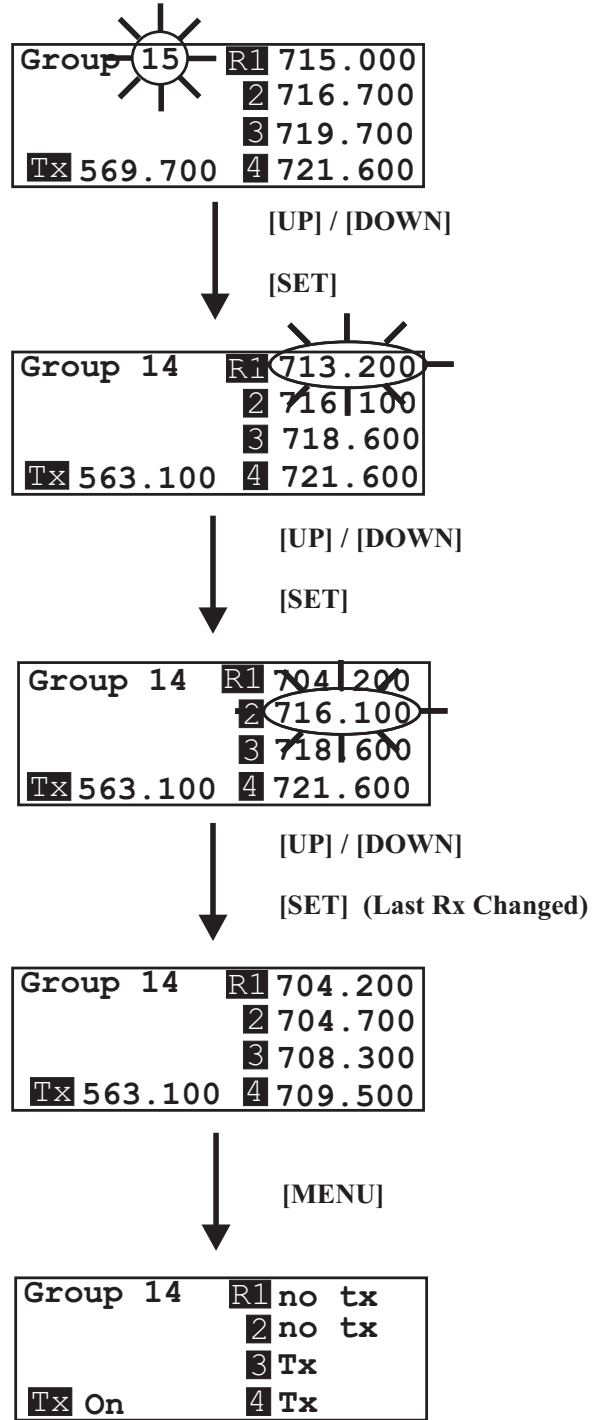 Group 15 R1 715.000
2 716.700
3 719.700
Tx 569.700 4 721.600
[UP] / [DOWN]
[SET]
Group 14 R1 713.200
2 716.100
3 718.600
Tx 563.100 4 721.600
[UP] / [DOWN]
[SET]
Group 14 R1 704.200
2 716.100
3 718.600
Tx 563.100 4 721.600
[UP] / [DOWN]
[SET] (Last Rx Changed)
Group 14 R1 704.200
2 704.700
3 708.300
Tx 563.100 4 709.500
[MENU]
Group 14 R1 no tx
2 no tx
3 Tx
Tx On 4 Tx